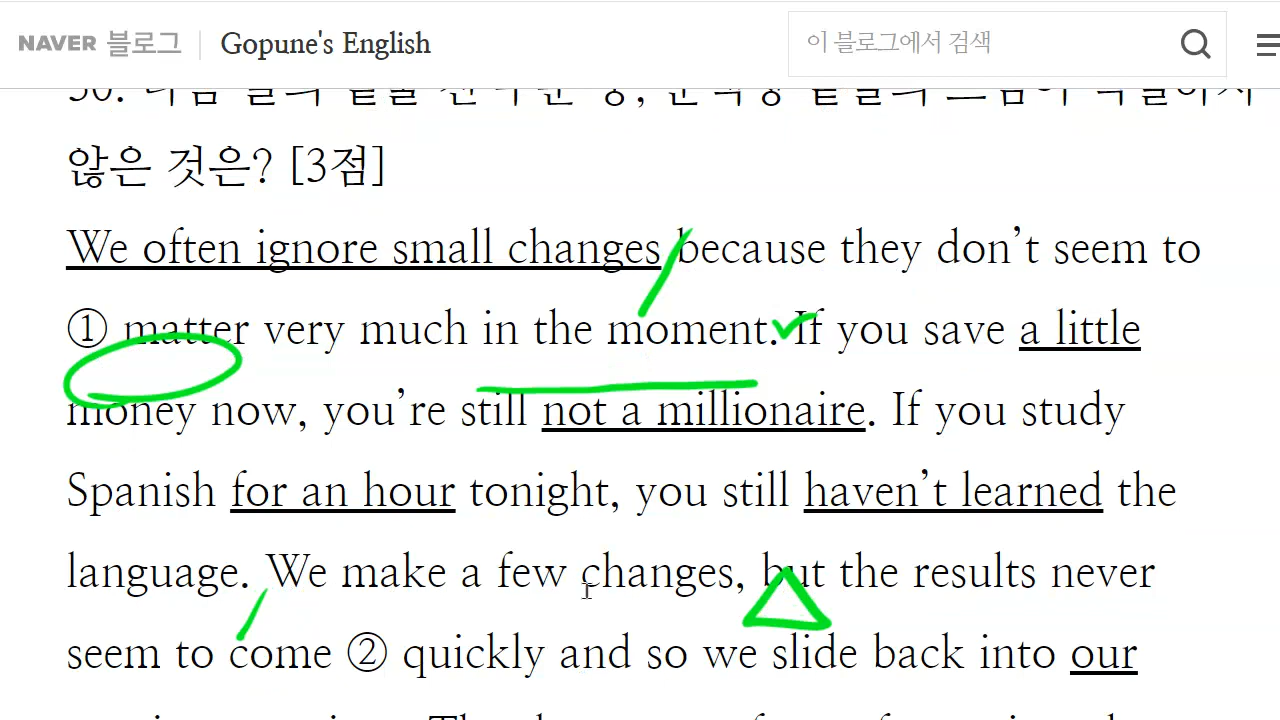 NAVER 블로그 Gopune's English 이 블로그에서 검색
않은 것은? [3점]
We often ignore small changes because they don’t seem to
① matter very much in the moment. If you save a little
money now, you’re still not a millionaire. If you study
Spanish for an hour tonight, you still haven’t learned the
language. We make a few changes, but the results never
seem to come ② quickly and so we slide back into our